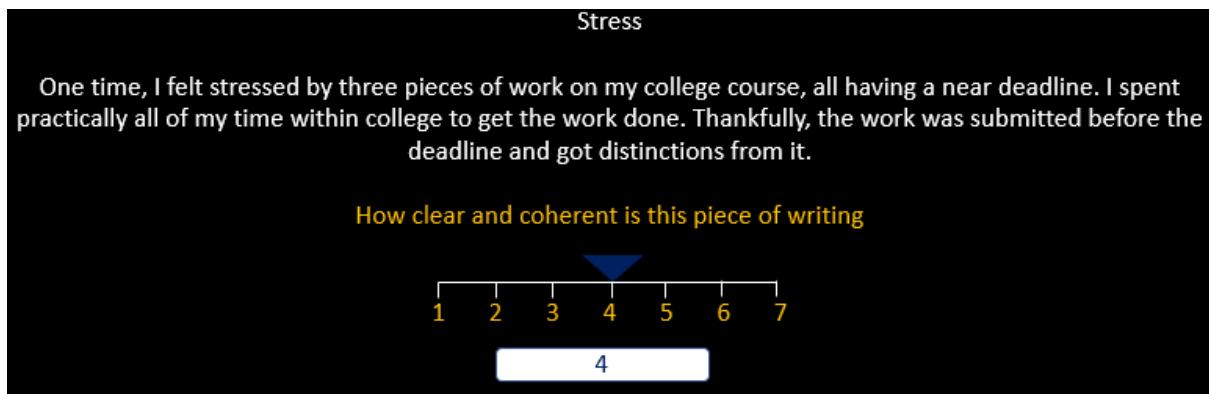 Stress
One time, I felt stressed by three pieces of work on my college course, all having a near deadline. I spent
practically all of my time within college to get the work done. Thankfully, the work was submitted before the
deadline and got distinctions from it.
How clear and coherent is this piece of writing
1 2 3 4 5 6 7
4